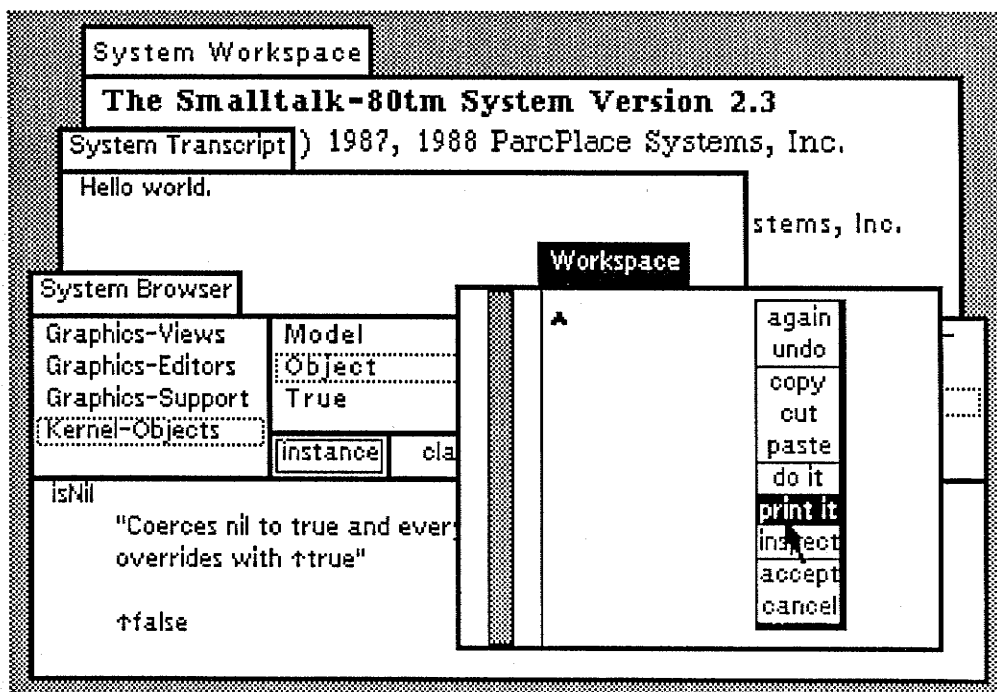 System Workspace
The Smalltalk-80tm System Version 2.3
System Transcript
) 1987, 1988 ParcPlace Systems, Inc.
Hello world.
stems, Inc.
Workspace
System Browser
Graphics-Views
Graphics-Editors
Graphics-Support
Kernel-Objects
Model
Object
True
instance
cla
again
undo
copy
cut
paste
do it
print it
inspect
accept
cancel
isNil
"Coerces nil to true and every
overrides with ↑true"
↑false